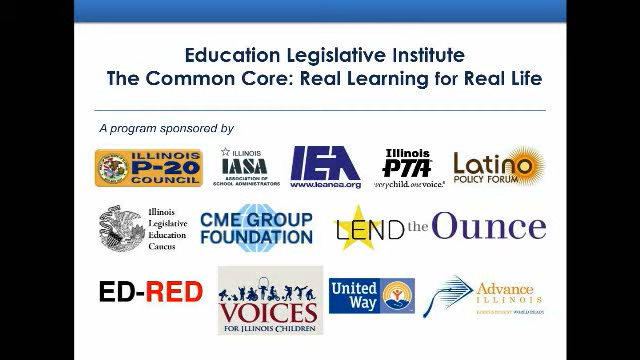 Education Legislative Institute
The Common Core: Real Learning for Real Life
A program sponsored by
ILLINOIS
P-20
COUNCIL
ILLINOIS
IASA
ASSOCIATION OF
SCHOOL ADMINISTRATORS
IEA
www.ieanea.org
Illinois
PTA
everychild.onevoice.®
Latino
POLICY FORUM
Illinois
Legislative
Education
Caucus
CME GROUP
FOUNDATION
LEND
the Ounce
ED-RED
VOICES
FOR ILLINOIS CHILDREN
United
Way
Advance
ILLINOIS